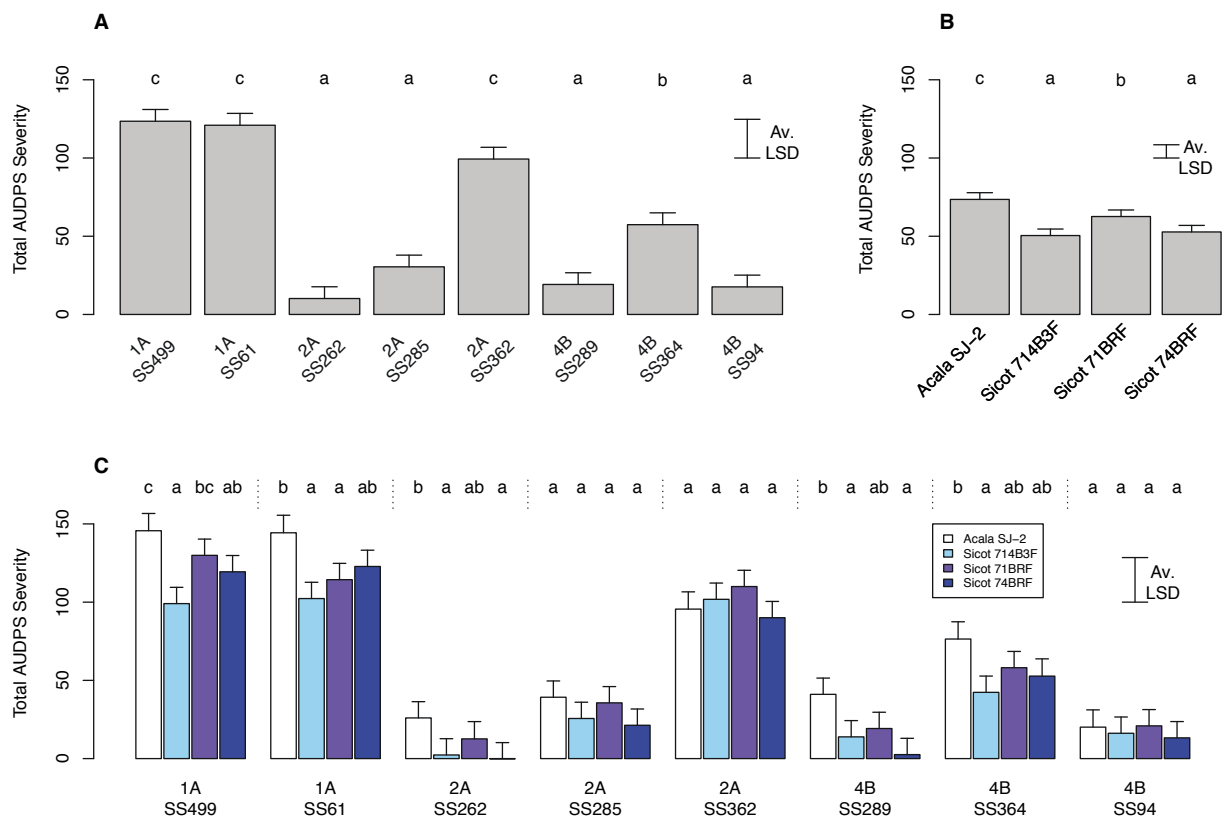 A
B
c c a a c a b a
c a b a
Total AUDPS Severity
0 50 100 150
Av.
LSD
Total AUDPS Severity
0 50 100 150
Av.
LSD
1A
SS499
1A
SS61
2A
SS262
2A
SS285
2A
SS362
4B
SS289
4B
SS364
4B
SS94
Acala SJ−2
Sicot 714B3F
Sicot 71BRF
Sicot 74BRF
C
c a bc ab b a a ab b a ab a a a a a a a a a b a ab a b a ab ab a a a a
Total AUDPS Severity
0 50 100 150
Acala SJ−2
Sicot 714B3F
Sicot 71BRF
Sicot 74BRF
Av.
LSD
1A 1A 2A 2A 2A 4B 4B 4B
SS499 SS61 SS262 SS285 SS362 SS289 SS364 SS94